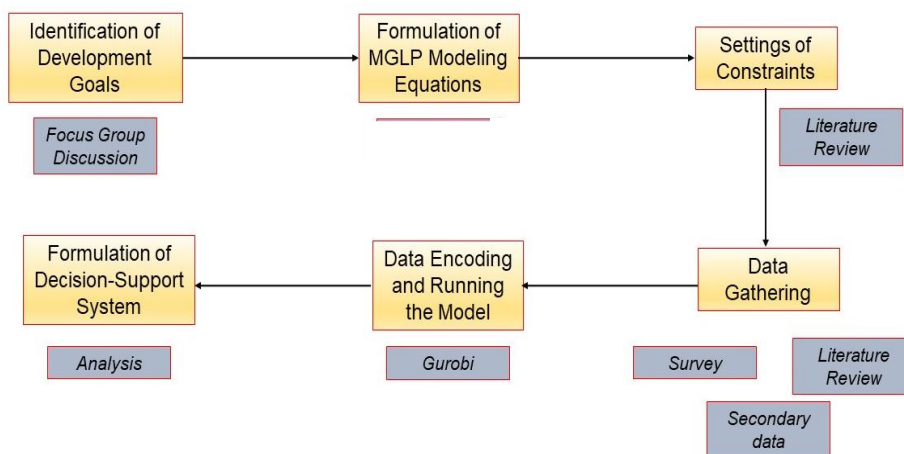 Identification of
Development
Goals
Formulation of
MGLP Modeling
Equations
Settings of
Constraints
Focus Group
Discussion
Literature
Review
Formulation of
Decision-Support
System
Data Encoding
and Running
the Model
Data
Gathering
Analysis
Gurobi
Survey
Literature
Review
Secondary
data